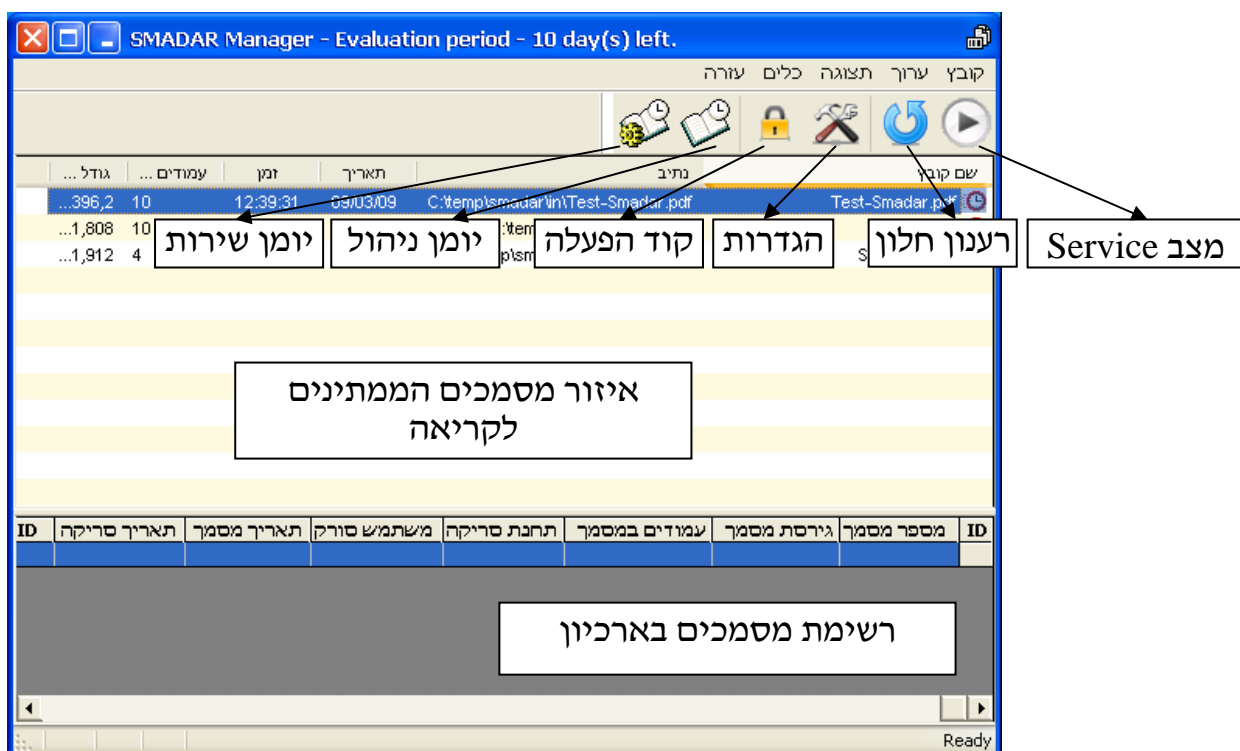 SMADAR Manager - Evaluation period - 10 day(s) left.
קובץ ערוך תצוגה כלים עזרה
שם קובץ נתיב תאריך זמן עמודים ... גודל ...
Test-Smadar.pdf C:\temp\smadar\in\Test-Smadar.pdf 09/03/09 12:39:31 10 396,2...
10 1,808...
4 1,912...
מצב Service
רענון חלון
הגדרות
קוד הפעלה
יומן ניהול
יומן שירות
איזור מסמכים הממתינים
לקריאה
ID מספר מסמך גירסת מסמך עמודים במסמך תחנת סריקה משתמש סורק תאריך מסמך תאריך סריקה ID
רשימת מסמכים בארכיון
Ready